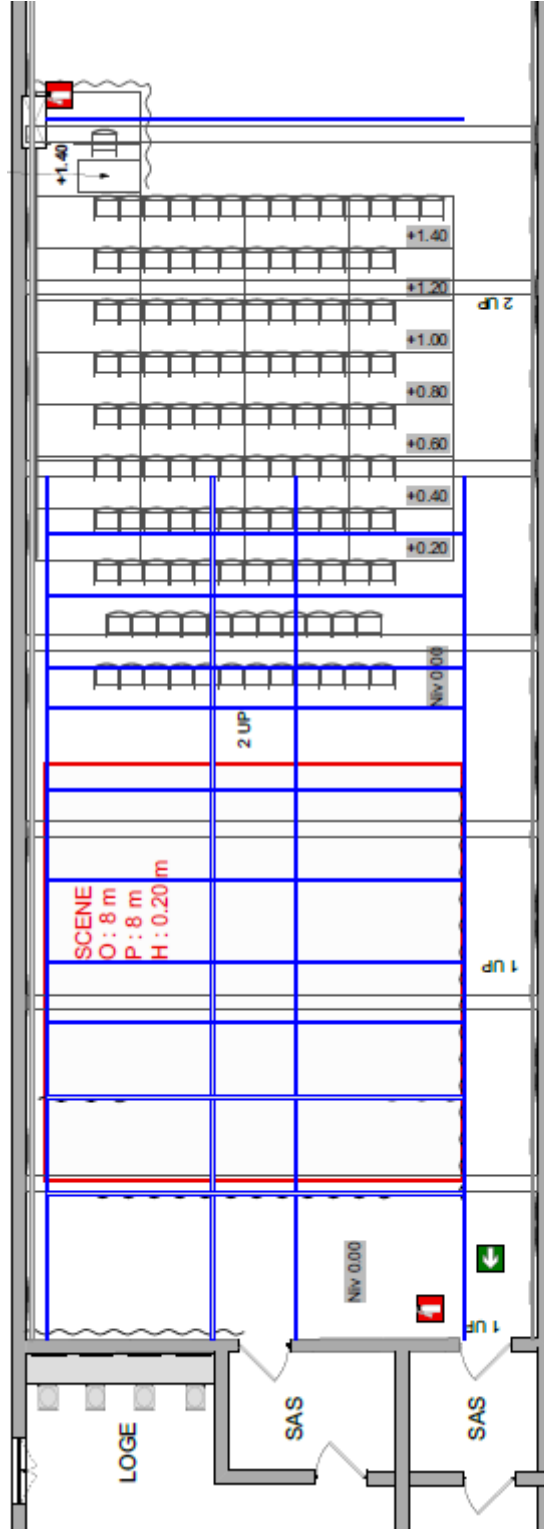 +1.40
+1.40
+1.20
2 UP
+1.00
+0.80
+0.60
+0.40
+0.20
Niv 0.00
2 UP
SCENE
O : 8 m
P : 8 m
H : 0.20 m
1 UP
Niv 0.00
1 UP
LOGE
SAS
SAS